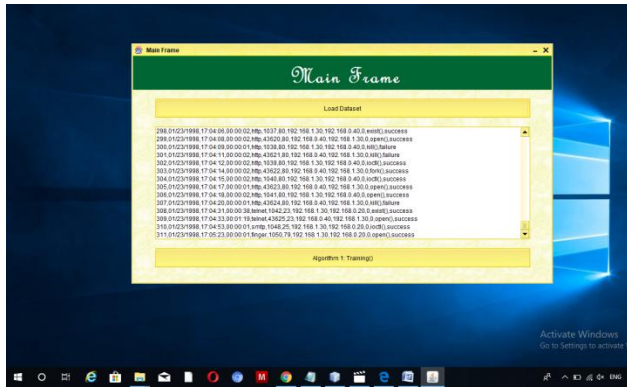 Main Frame
Main Frame
Load Dataset
298,01/23/1998,17:04:06,00:00:02,http,1037,80,192.168.1.30,192.168.0.40,0,exist(),success
299,01/23/1998,17:04:08,00:00:02,http,43620,80,192.168.0.40,192.168.1.30,0,open(),success
300,01/23/1998,17:04:09,00:00:01,http,1038,80,192.168.1.30,192.168.0.40,0,kill(),failure
301,01/23/1998,17:04:11,00:00:02,http,43621,80,192.168.0.40,192.168.1.30,0,kill(),failure
302,01/23/1998,17:04:12,00:00:02,http,1039,80,192.168.1.30,192.168.0.40,0,ioctl(),success
303,01/23/1998,17:04:14,00:00:02,http,43622,80,192.168.0.40,192.168.1.30,0,fork(),success
304,01/23/1998,17:04:15,00:00:02,http,1040,80,192.168.1.30,192.168.0.40,0,ioctl(),success
305,01/23/1998,17:04:17,00:00:01,http,43623,80,192.168.0.40,192.168.1.30,0,open(),success
306,01/23/1998,17:04:18,00:00:02,http,1041,80,192.168.1.30,192.168.0.40,0,open(),success
307,01/23/1998,17:04:20,00:00:01,http,43624,80,192.168.0.40,192.168.1.30,0,kill(),failure
308,01/23/1998,17:04:31,00:00:38,telnet,1042,23,192.168.1.30,192.168.0.20,0,exist(),success
309,01/23/1998,17:04:33,00:01:19,telnet,43625,23,192.168.0.40,192.168.1.30,0,open(),success
310,01/23/1998,17:04:53,00:00:01,smtp,1048,25,192.168.1.30,192.168.0.20,0,ioctl(),success
311,01/23/1998,17:05:23,00:00:01,finger,1050,79,192.168.1.30,192.168.0.20,0,open(),success
Algorithm 1: Training()
Activate Windows
Go to Settings to activate
ENG